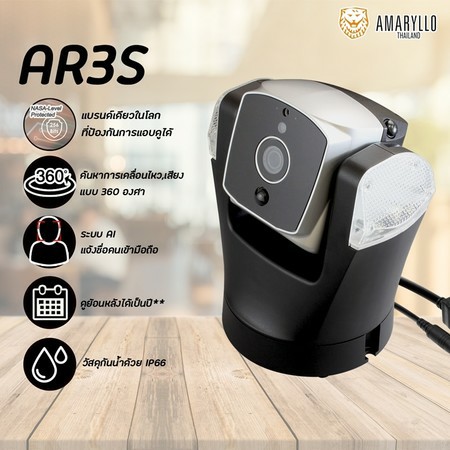 AMARYLLO
THAILAND
AR3S
NASA-Level
Protected
256
BIT
แบรนด์เดียวในโลก
ที่ป้องกันการแอบดูได้
360°
ค้นหาการเคลื่อนไหว,เสียง
แบบ 360 องศา
ระบบ AI
แจ้งชื่อคนเข้ามือถือ
ดูย้อนหลังได้เป็นปี**
วัสดุกันน้ำด้วย IP66